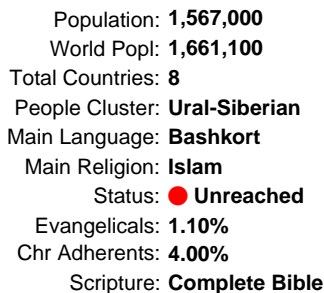 Population: 1,567,000
World Popl: 1,661,100
Total Countries: 8
People Cluster: Ural-Siberian
Main Language: Bashkort
Main Religion: Islam
Status: Unreached
Evangelicals: 1.10%
Chr Adherents: 4.00%
Scripture: Complete Bible